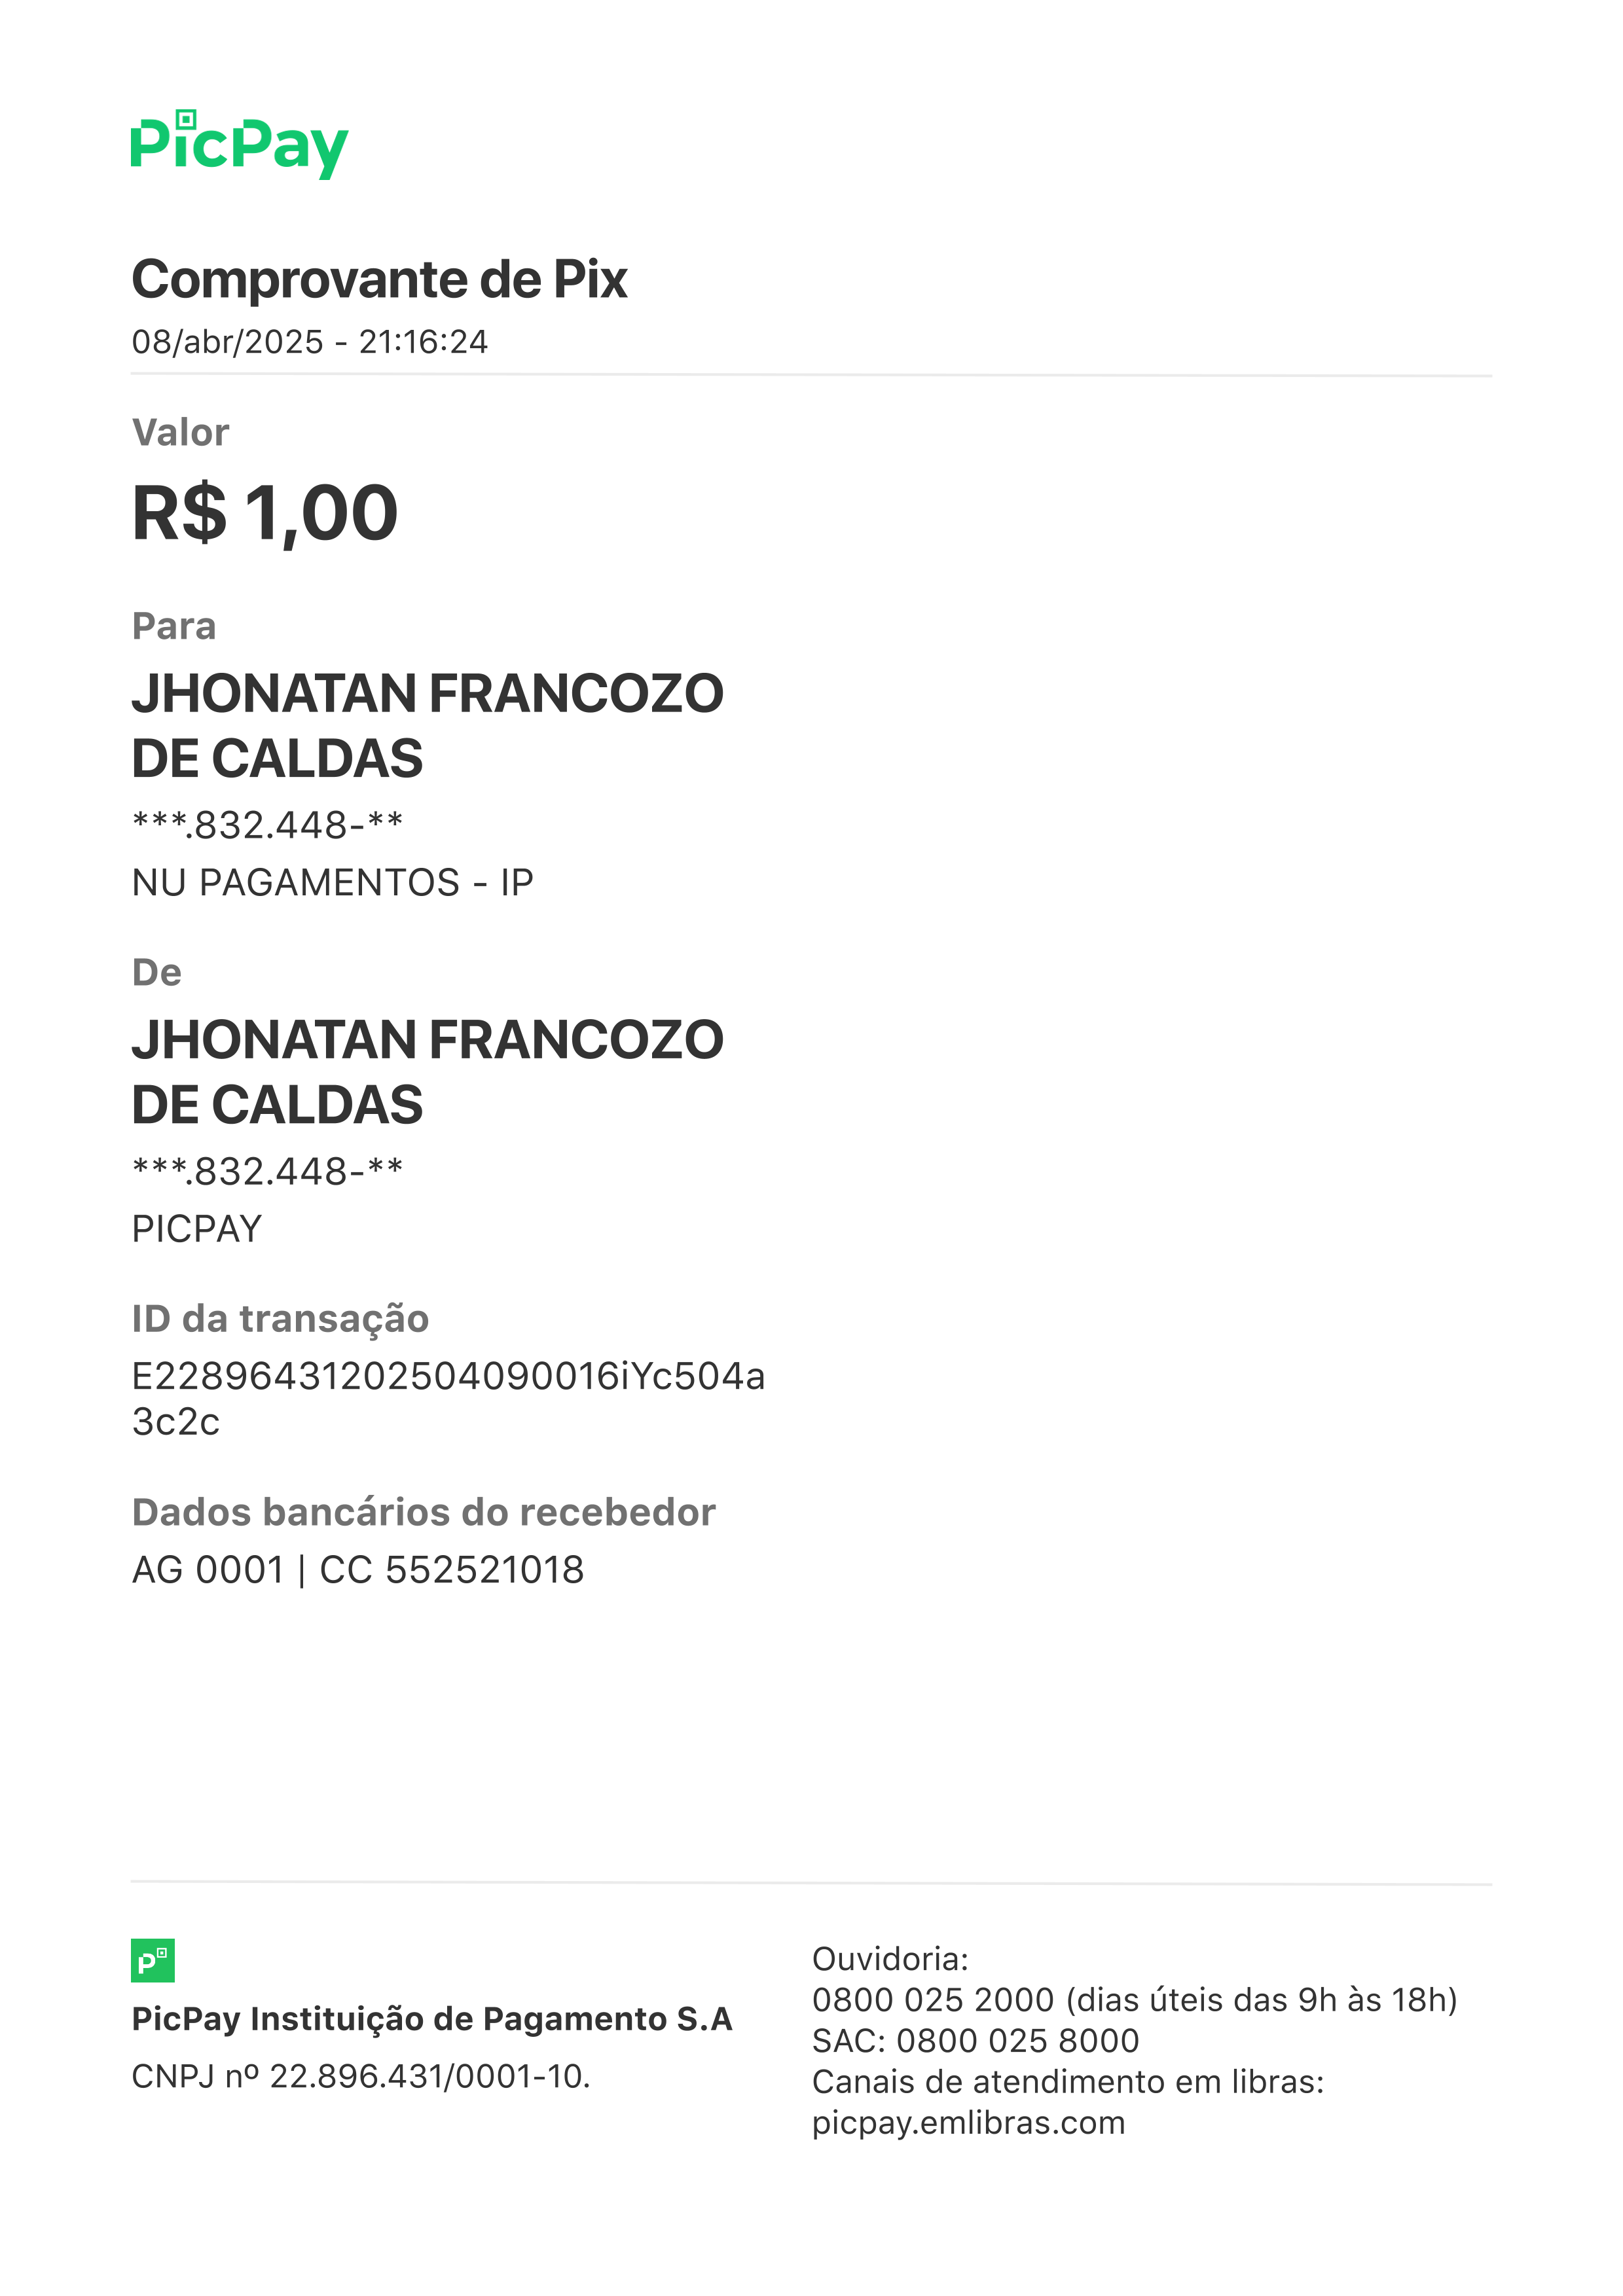 PicPay
Comprovante de Pix
08/abr/2025 - 21:16:24
Valor
R$ 1,00
Para
JHONATAN FRANCOZO
DE CALDAS
***.832.448-**
NU PAGAMENTOS - IP
De
JHONATAN FRANCOZO
DE CALDAS
***.832.448-**
PICPAY
ID da transação
E22896431202504090016iYc504a
3c2c
Dados bancários do recebedor
AG 0001 | CC 552521018
P
PicPay Instituição de Pagamento S.A
CNPJ nº 22.896.431/0001-10.
Ouvidoria:
0800 025 2000 (dias úteis das 9h às 18h)
SAC: 0800 025 8000
Canais de atendimento em libras:
picpay.emlibras.com